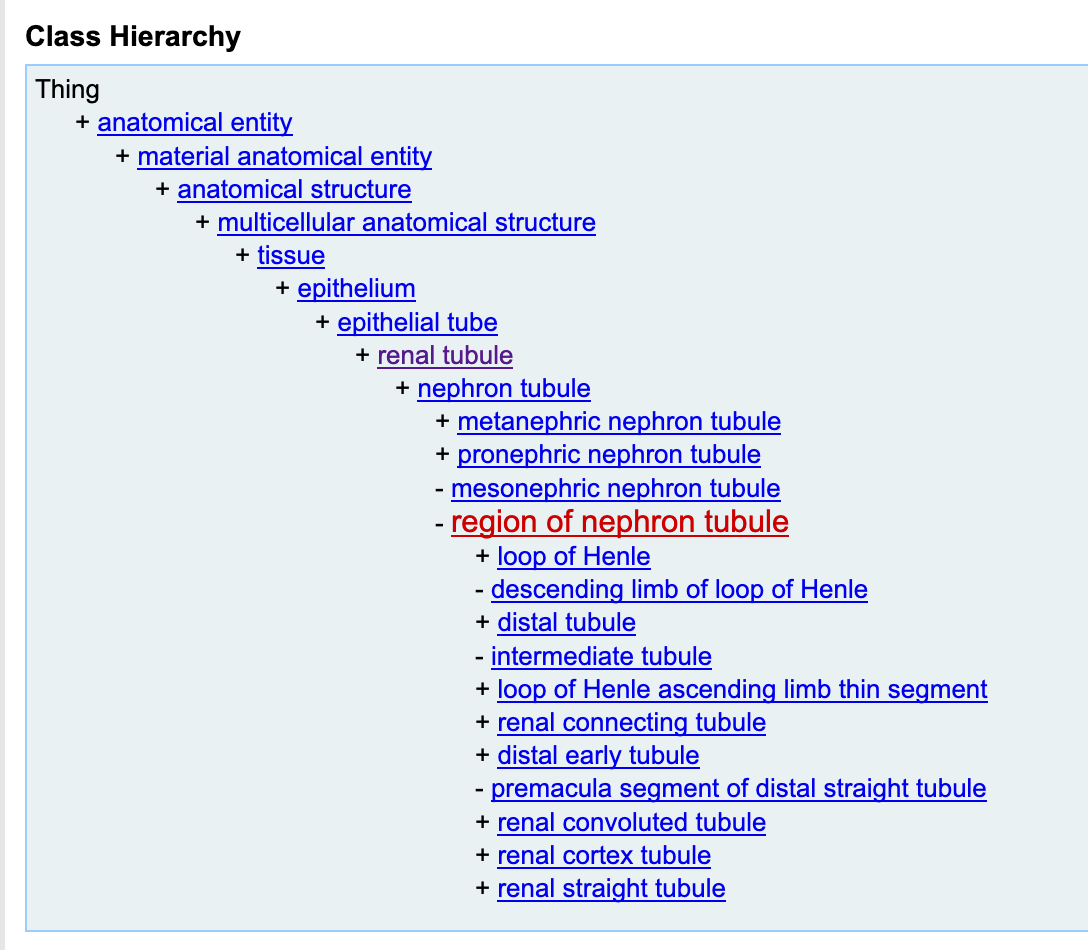 Class Hierarchy
Thing
+ anatomical entity
+ material anatomical entity
+ anatomical structure
+ multicellular anatomical structure
+ tissue
+ epithelium
+ epithelial tube
+ renal tubule
+ nephron tubule
+ metanephric nephron tubule
+ pronephric nephron tubule
- mesonephric nephron tubule
- region of nephron tubule
+ loop of Henle
- descending limb of loop of Henle
+ distal tubule
- intermediate tubule
+ loop of Henle ascending limb thin segment
+ renal connecting tubule
+ distal early tubule
- premacula segment of distal straight tubule
+ renal convoluted tubule
+ renal cortex tubule
+ renal straight tubule